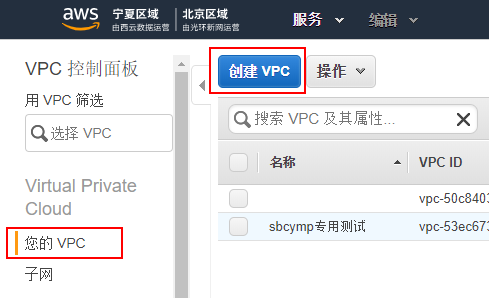 aws 宁夏区域 北京区域 服务 编辑
由西云数据运营 由光环新网运营
VPC 控制面板
用 VPC 筛选
选择 VPC
Virtual Private
Cloud
您的 VPC
子网
创建 VPC 操作
搜索 VPC 及其属性...
名称 VPC ID
vpc-50c8403
sbcymp专用测试 vpc-53ec673